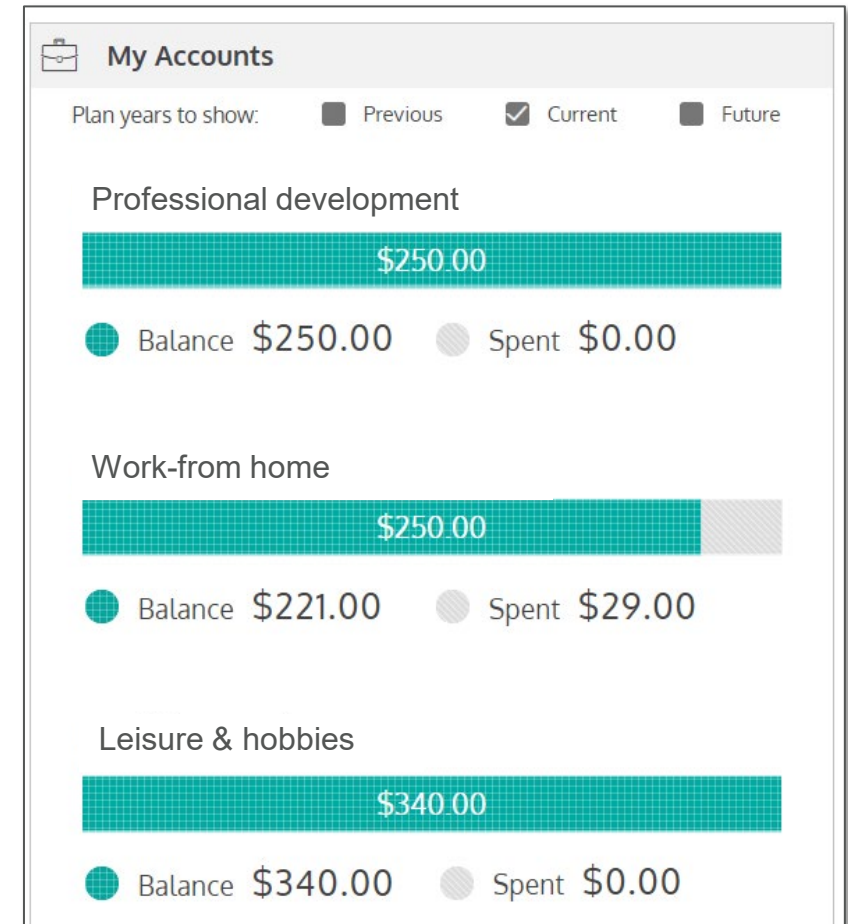 My Accounts
Plan years to show: Previous Current Future
Professional development
$250.00
Balance $250.00 Spent $0.00
Work-from home
$250.00
Balance $221.00 Spent $29.00
Leisure & hobbies
$340.00
Balance $340.00 Spent $0.00